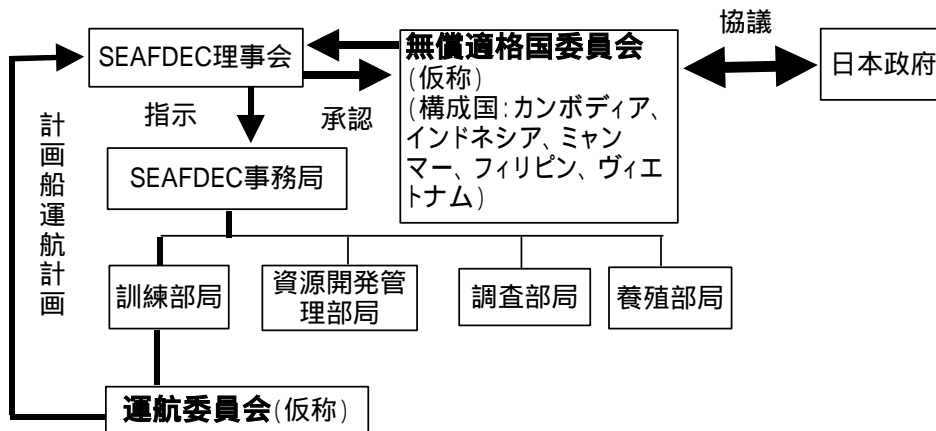 協議
SEAFDEC理事会
無償適格国委員会
(仮称)
(構成国:カンボディア、
インドネシア、ミャン
マー、フィリピン、ヴィエ
トナム)
日本政府
指示
承認
計画船運航計画
SEAFDEC事務局
訓練部局
資源開発管
理部局
調査部局
養殖部局
運航委員会(仮称)